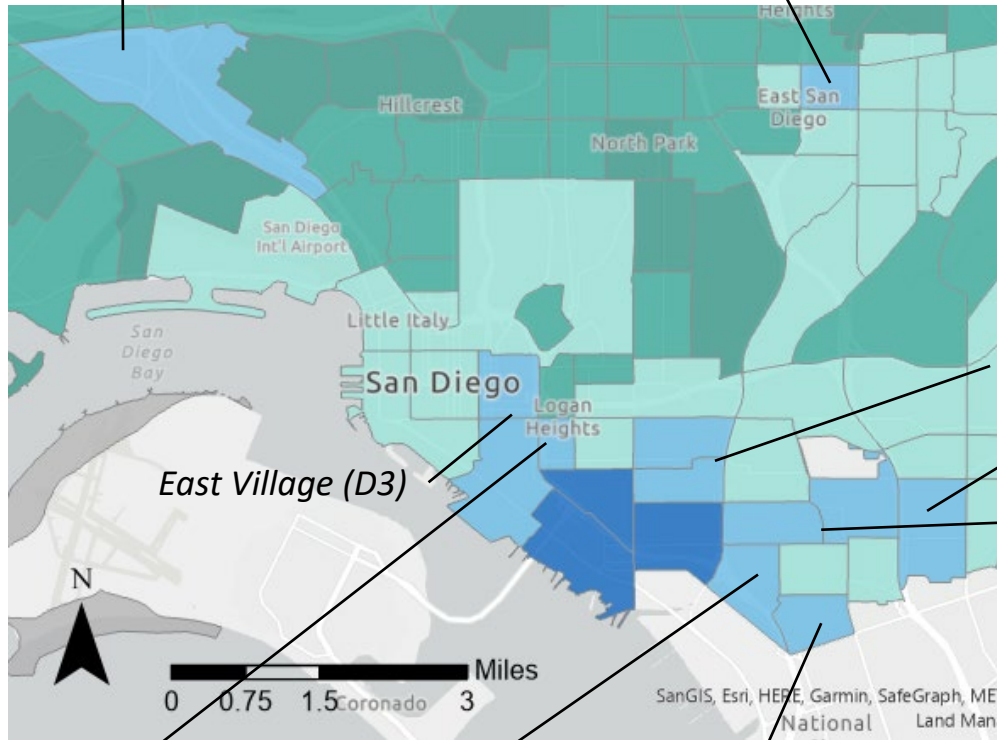 Heights
Hillcrest
East San
Diego
North Park
San Diego
Int'l Airport
Little Italy
San
Diego
Bay
San Diego
Logan
Heights
East Village (D3)
N
Miles
0 0.75 1.5 3
Coronado
SanGIS, Esri, HERE, Garmin, SafeGraph, ME
National
Land Man